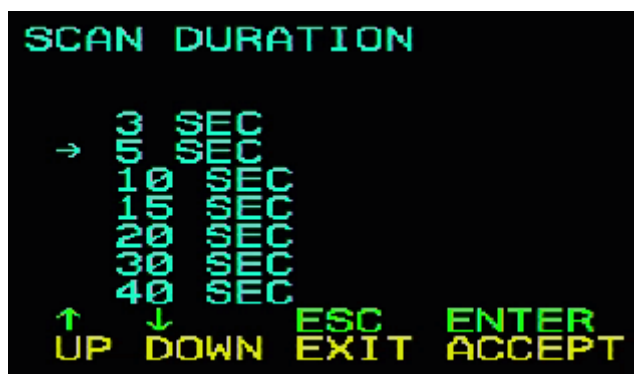 SCAN DURATION
3 SEC
→ 5 SEC
10 SEC
15 SEC
20 SEC
30 SEC
40 SEC
↑ ↓ ESC ENTER
UP DOWN EXIT ACCEPT